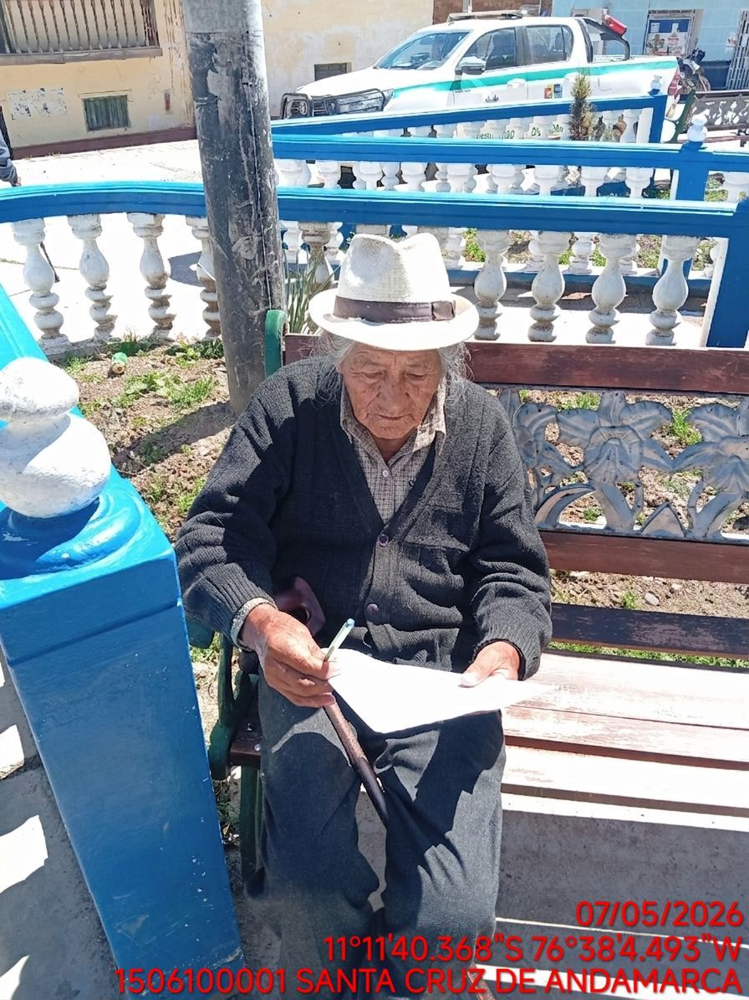 07/05/2026
11°11'40.368"S 76°38'4.493"W
1506100001 SANTA CRUZ DE ANDAMARCA